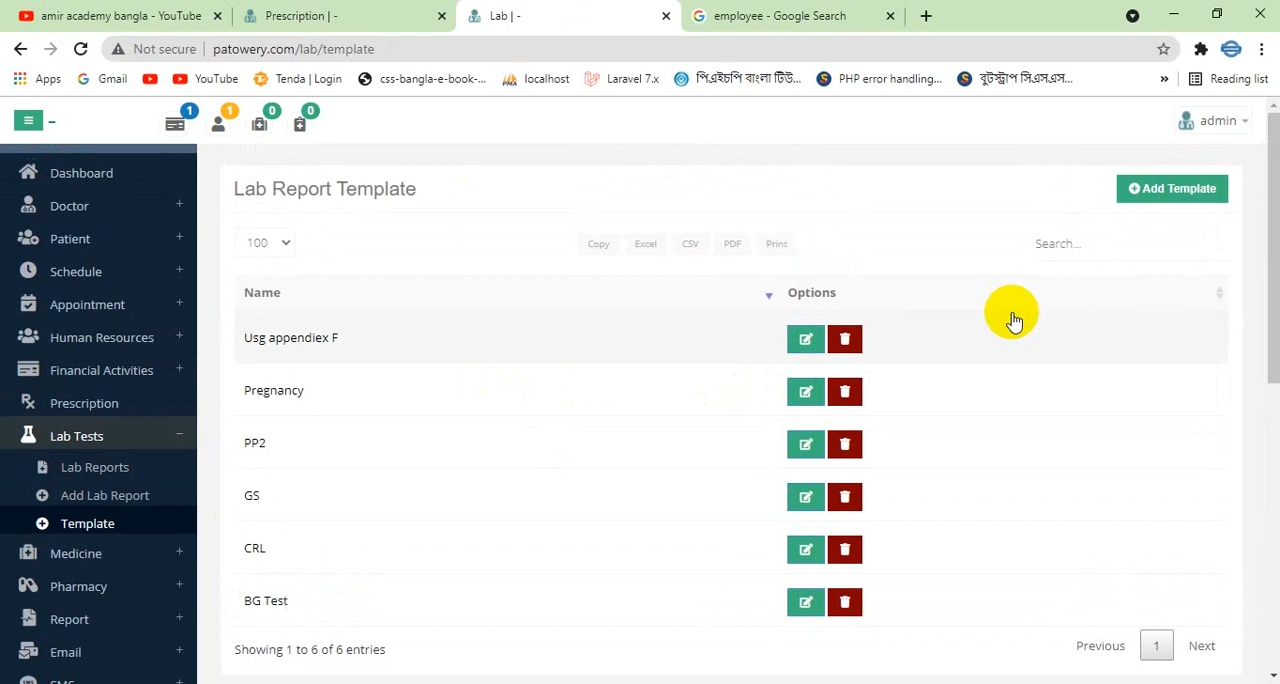 amir academy bangla - YouTube
Prescription | -
Lab | -
employee - Google Search
Not secure
patowery.com/lab/template
Apps
Gmail
YouTube
Tenda | Login
css-bangla-e-book-...
localhost
Laravel 7.x
পিএইচপি বাংলা টিউ...
PHP error handling,...
বুটস্ট্রাপ সিএসএস...
Reading list
1
1
0
0
admin
Dashboard
Doctor
Patient
Schedule
Appointment
Human Resources
Financial Activities
Prescription
Lab Tests
Lab Reports
Add Lab Report
Template
Medicine
Pharmacy
Report
Email
Lab Report Template
Add Template
100
Copy
Excel
CSV
PDF
Print
Search...
Name
Options
Usg appendiex F
Pregnancy
PP2
GS
CRL
BG Test
Showing 1 to 6 of 6 entries
Previous
1
Next